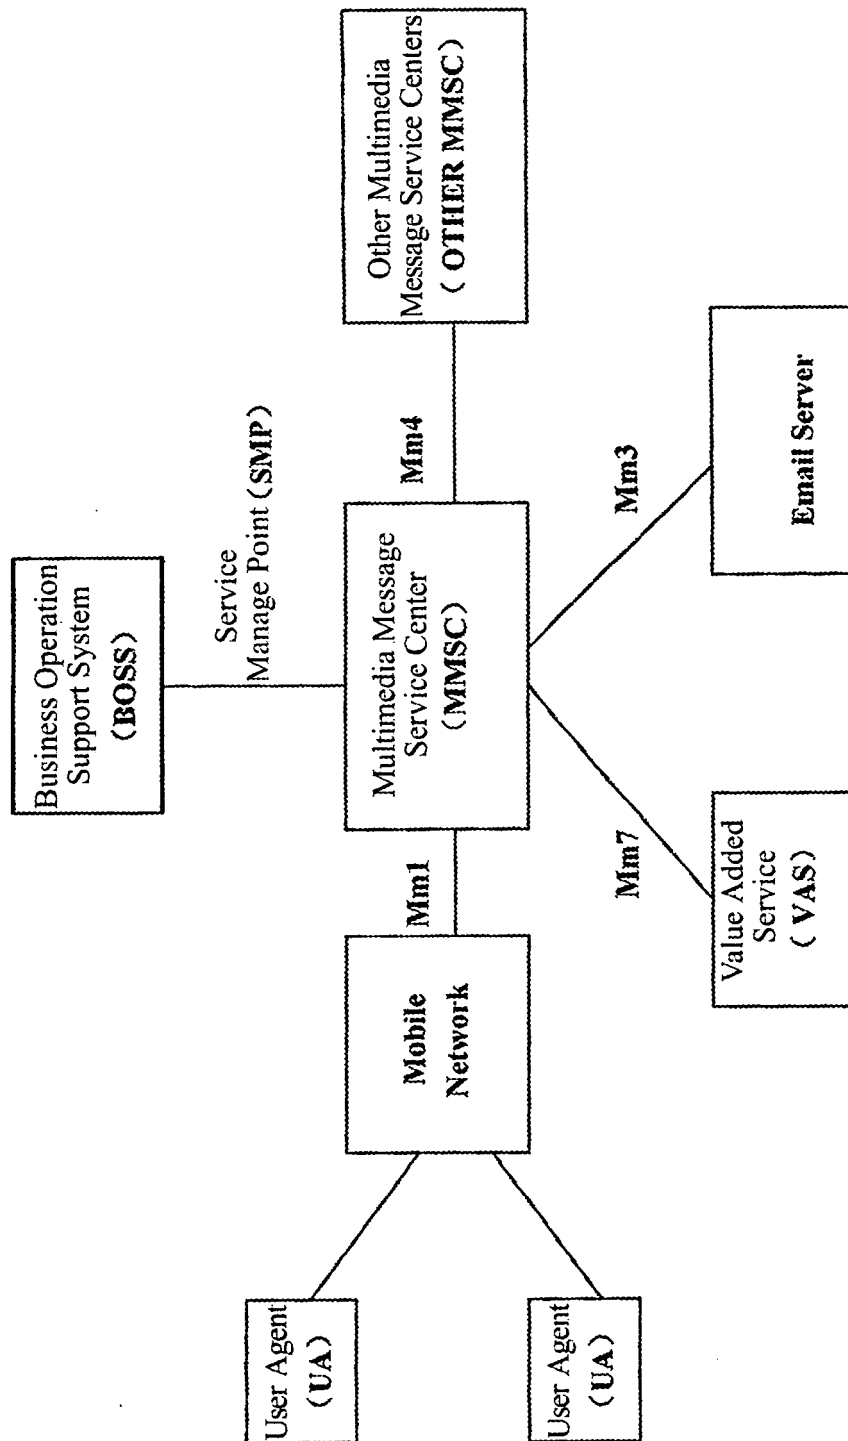 Business Operation
Support System
(BOSS)
Service
Manage Point (SMP)
User Agent
(UA)
Mobile
Network
Mm1
Multimedia Message
Service Center
(MMSC)
Mm4
Other Multimedia
Message Service Centers
(OTHER MMSC)
User Agent
(UA)
Mm7
Mm3
Value Added
Service
(VAS)
Email Server